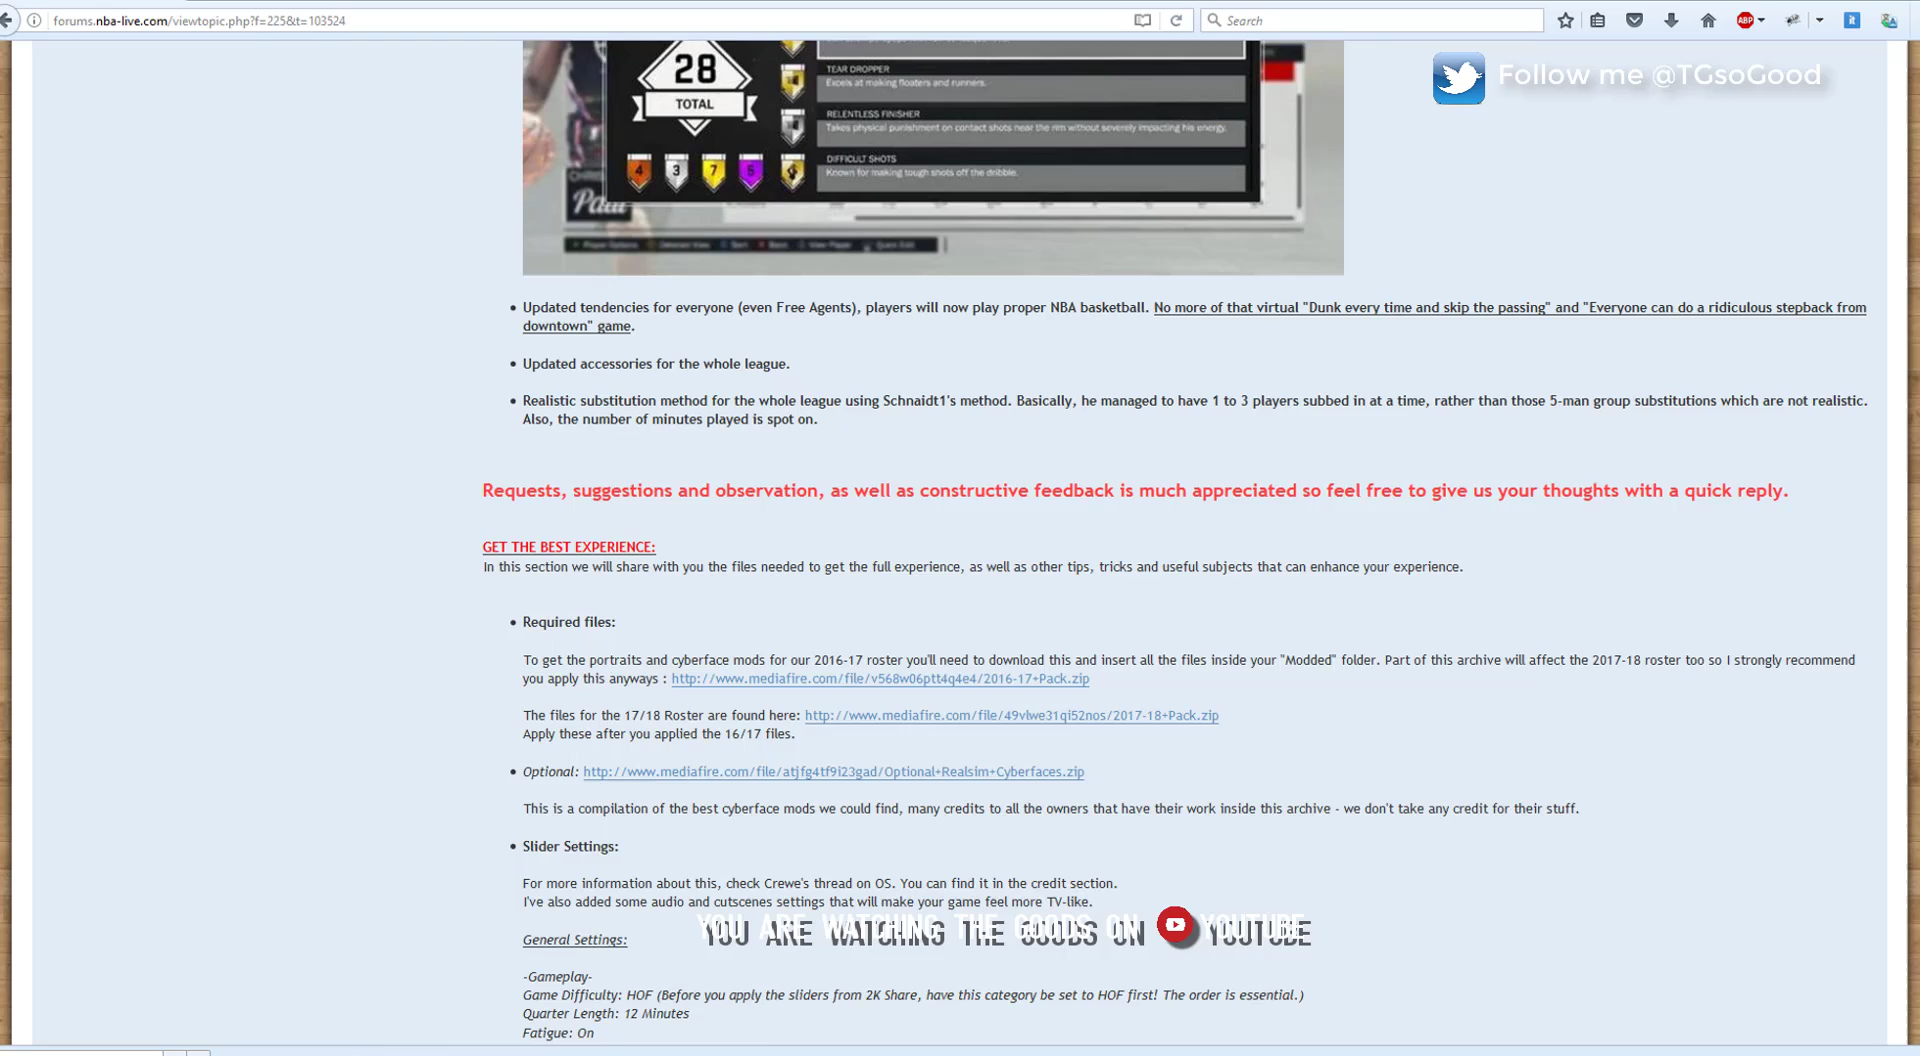 forums.nba-live.com/viewtopic.php?f=225&t=103524
Search
ABP
28
TOTAL
4 3 7 5
TEAR DROPPER
Excels at making floaters and runners.
RELENTLESS FINISHER
Takes physical punishment on contact shots near the rim without severely impacting his energy.
DIFFICULT SHOTS
Known for making tough shots off the dribble.
Paul
Follow me @TGsoGood
• Updated tendencies for everyone (even Free Agents), players will now play proper NBA basketball. No more of that virtual "Dunk every time and skip the passing" and "Everyone can do a ridiculous stepback from
downtown" game.
• Updated accessories for the whole league.
• Realistic substitution method for the whole league using Schnaidt1's method. Basically, he managed to have 1 to 3 players subbed in at a time, rather than those 5-man group substitutions which are not realistic.
Also, the number of minutes played is spot on.
Requests, suggestions and observation, as well as constructive feedback is much appreciated so feel free to give us your thoughts with a quick reply.
GET THE BEST EXPERIENCE:
In this section we will share with you the files needed to get the full experience, as well as other tips, tricks and useful subjects that can enhance your experience.
• Required files:
To get the portraits and cyberface mods for our 2016-17 roster you'll need to download this and insert all the files inside your "Modded" folder. Part of this archive will affect the 2017-18 roster too so I strongly recommend
you apply this anyways : http://www.mediafire.com/file/v568w06ptt4q4e4/2016-17+Pack.zip
The files for the 17/18 Roster are found here: http://www.mediafire.com/file/49vlwe31qi52nos/2017-18+Pack.zip
Apply these after you applied the 16/17 files.
• Optional: http://www.mediafire.com/file/atjfg4tf9i23gad/Optional+Realsim+Cyberfaces.zip
This is a compilation of the best cyberface mods we could find, many credits to all the owners that have their work inside this archive - we don't take any credit for their stuff.
• Slider Settings:
For more information about this, check Crewe's thread on OS. You can find it in the credit section.
I've also added some audio and cutscenes settings that will make your game feel more TV-like.
YOU ARE WATCHING THE GOODS ON YOUTUBE
General Settings:
-Gameplay-
Game Difficulty: HOF (Before you apply the sliders from 2K Share, have this category be set to HOF first! The order is essential.)
Quarter Length: 12 Minutes
Fatigue: On